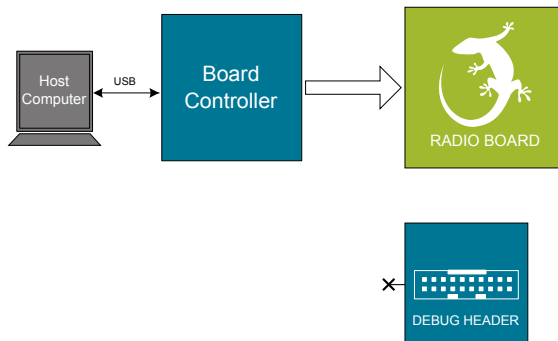 Host
Computer
USB
Board
Controller
RADIO BOARD
DEBUG HEADER